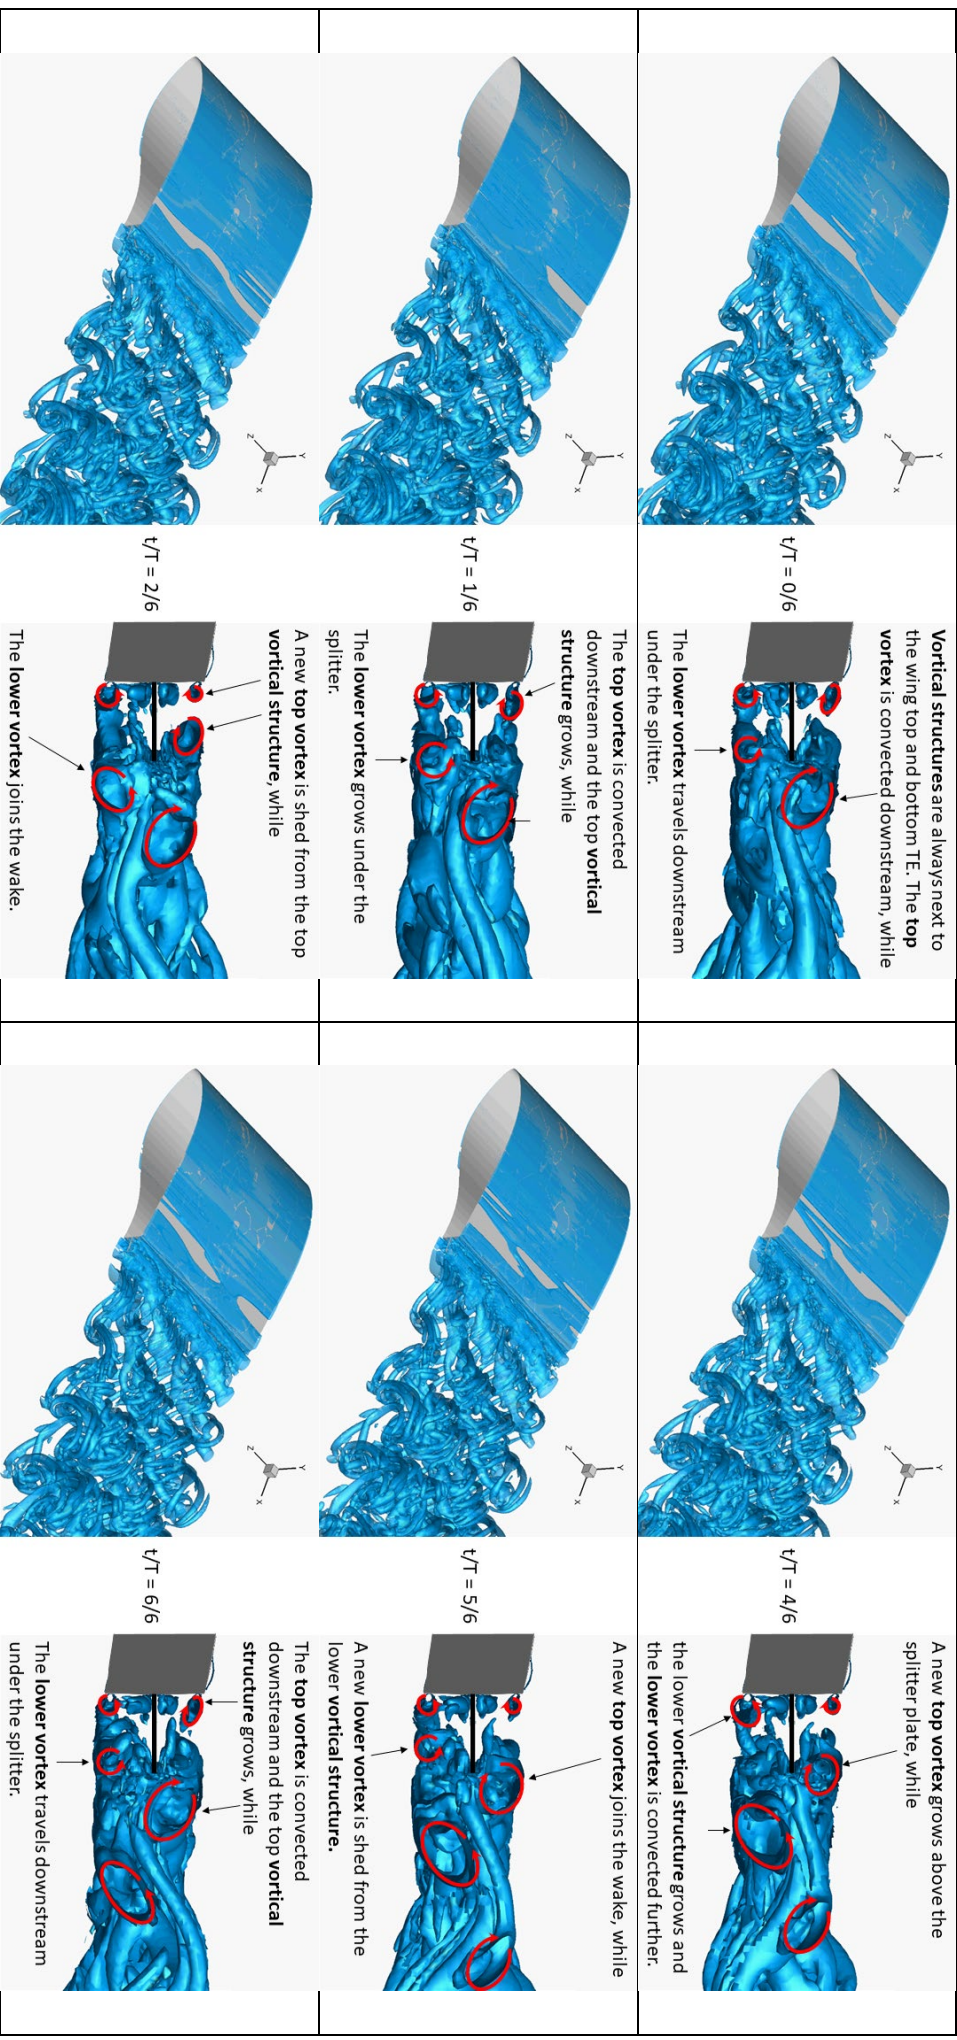 Y
Z
X
t/T = 0/6
Vortical structures are always next to
the wing top and bottom TE. The top
vortex is convected downstream, while
The lower vortex travels downstream
under the splitter.
Y
Z
X
t/T = 1/6
The top vortex is convected
downstream and the top vortical
structure grows, while
The lower vortex grows under the
splitter.
Y
Z
X
t/T = 2/6
A new top vortex is shed from the top
vortical structure, while
The lower vortex joins the wake.
Y
Z
X
t/T = 4/6
A new top vortex grows above the
splitter plate, while
the lower vortical structure grows and
the lower vortex is convected further.
Y
Z
X
t/T = 5/6
A new top vortex joins the wake, while
A new lower vortex is shed from the
lower vortical structure.
Y
Z
X
t/T = 6/6
The top vortex is convected
downstream and the top vortical
structure grows, while
The lower vortex travels downstream
under the splitter.